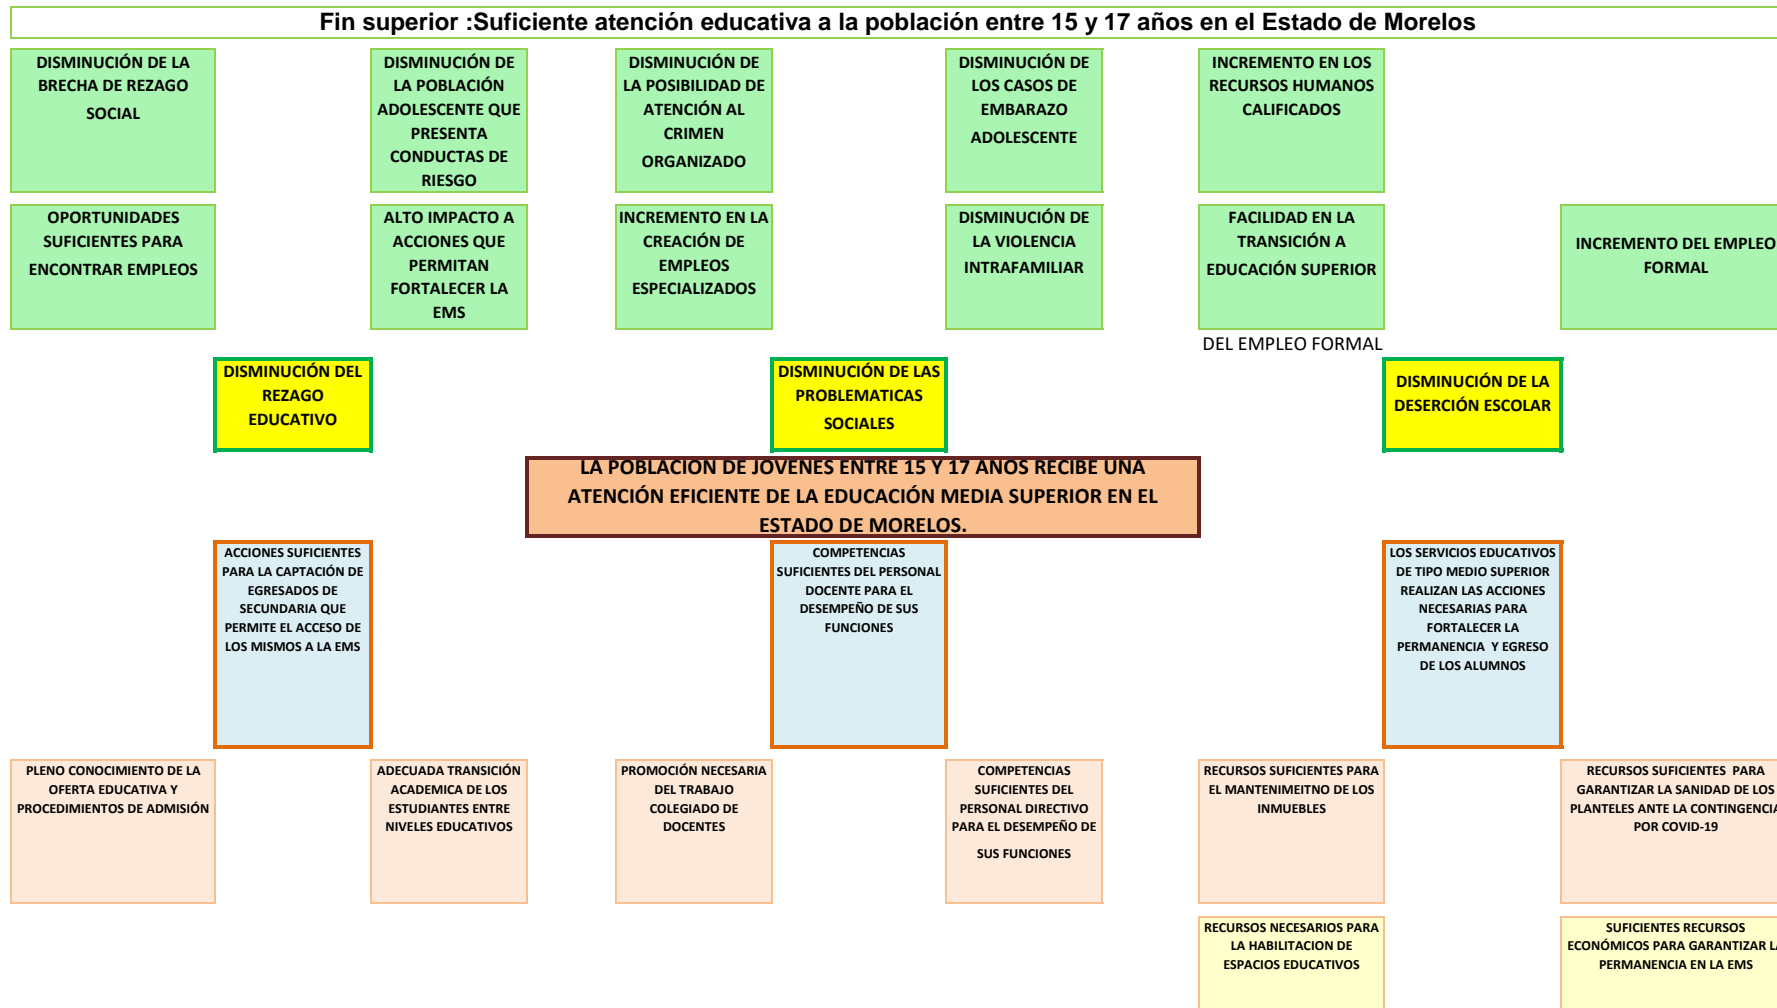 Fin superior :Suficiente atención educativa a la población entre 15 y 17 años en el Estado de Morelos
DISMINUCIÓN DE LA
BRECHA DE REZAGO
SOCIAL
DISMINUCIÓN DE
LA POBLACIÓN
ADOLESCENTE QUE
PRESENTA
CONDUCTAS DE
RIESGO
DISMINUCIÓN DE
LA POSIBILIDAD DE
ATENCIÓN AL
CRIMEN
ORGANIZADO
DISMINUCIÓN DE
LOS CASOS DE
EMBARAZO
ADOLESCENTE
INCREMENTO EN LOS
RECURSOS HUMANOS
CALIFICADOS
OPORTUNIDADES
SUFICIENTES PARA
ENCONTRAR EMPLEOS
ALTO IMPACTO A
ACCIONES QUE
PERMITAN
FORTALECER LA
EMS
INCREMENTO EN LA
CREACIÓN DE
EMPLEOS
ESPECIALIZADOS
DISMINUCIÓN DE
LA VIOLENCIA
INTRAFAMILIAR
FACILIDAD EN LA
TRANSICIÓN A
EDUCACIÓN SUPERIOR
INCREMENTO DEL EMPLEO
FORMAL
DEL EMPLEO FORMAL
DISMINUCIÓN DEL
REZAGO
EDUCATIVO
DISMINUCIÓN DE LAS
PROBLEMATICAS
SOCIALES
DISMINUCIÓN DE LA
DESERCIÓN ESCOLAR
LA POBLACIÓN DE JÓVENES ENTRE 15 Y 17 AÑOS RECIBE UNA
ATENCIÓN EFICIENTE DE LA EDUCACIÓN MEDIA SUPERIOR EN EL
ESTADO DE MORELOS.
ACCIONES SUFICIENTES
PARA LA CAPTACIÓN DE
EGRESADOS DE
SECUNDARIA QUE
PERMITE EL ACCESO DE
LOS MISMOS A LA EMS
COMPETENCIAS
SUFICIENTES DEL PERSONAL
DOCENTE PARA EL
DESEMPEÑO DE SUS
FUNCIONES
LOS SERVICIOS EDUCATIVOS
DE TIPO MEDIO SUPERIOR
REALIZAN LAS ACCIONES
NECESARIAS PARA
FORTALECER LA
PERMANENCIA Y EGRESO
DE LOS ALUMNOS
PLENO CONOCIMIENTO DE LA
OFERTA EDUCATIVA Y
PROCEDIMIENTOS DE ADMISIÓN
ADECUADA TRANSICIÓN
ACADEMICA DE LOS
ESTUDIANTES ENTRE
NIVELES EDUCATIVOS
PROMOCIÓN NECESARIA
DEL TRABAJO
COLEGIADO DE
DOCENTES
COMPETENCIAS
SUFICIENTES DEL
PERSONAL DIRECTIVO
PARA EL DESEMPEÑO DE
SUS FUNCIONES
RECURSOS SUFICIENTES PARA
EL MANTENIMEITNO DE LOS
INMUEBLES
RECURSOS SUFICIENTES PARA
GARANTIZAR LA SANIDAD DE LOS
PLANTELES ANTE LA CONTINGENCIA
POR COVID-19
RECURSOS NECESARIOS PARA
LA HABILITACION DE
ESPACIOS EDUCATIVOS
SUFICIENTES RECURSOS
ECONÓMICOS PARA GARANTIZAR LA
PERMANENCIA EN LA EMS